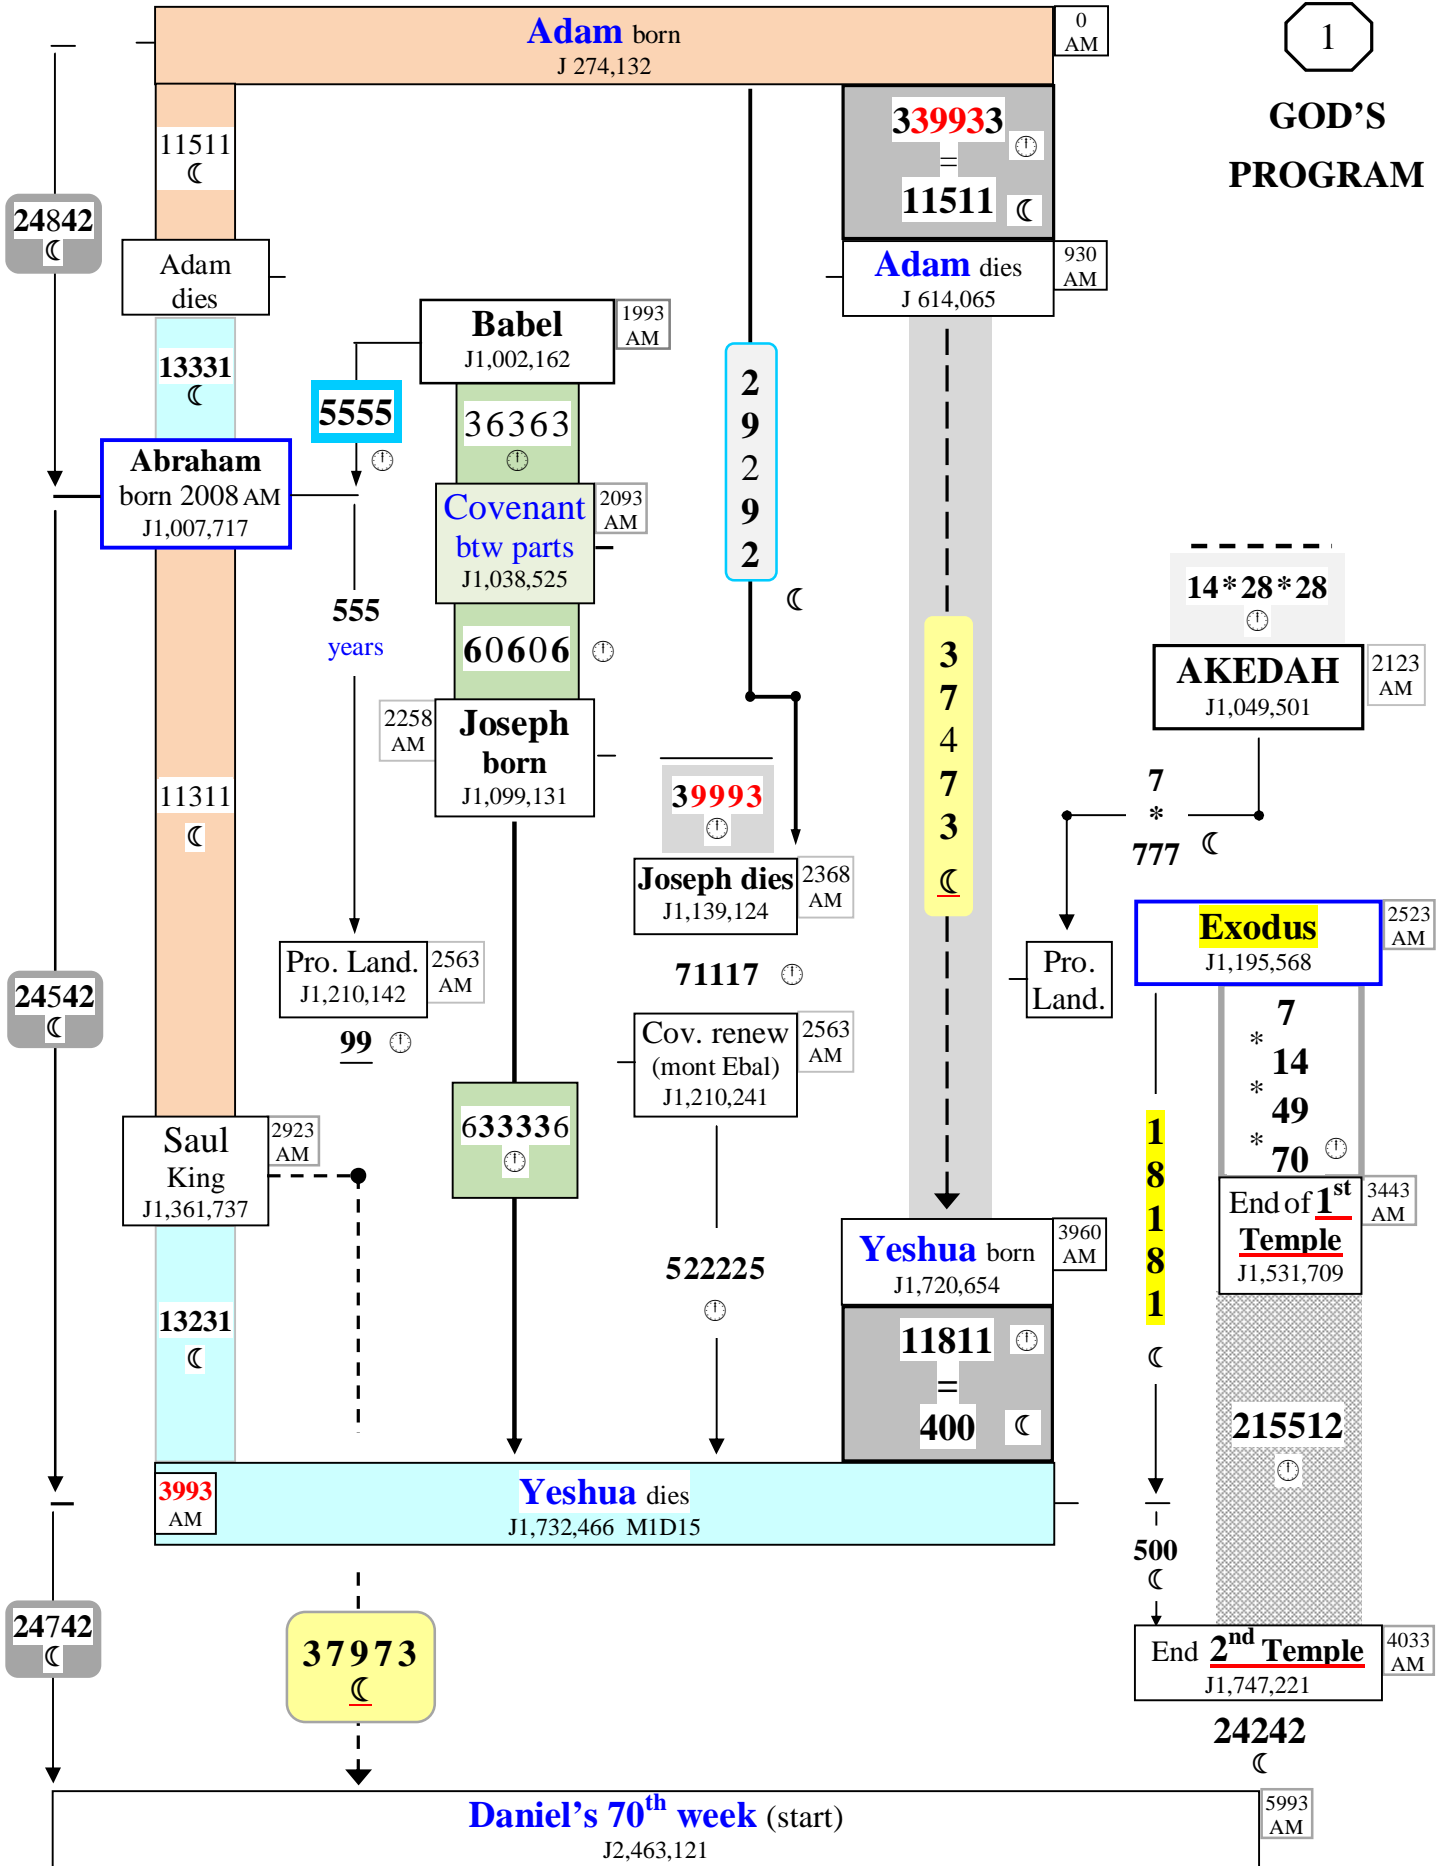 Adam born
J 274,132
0
AM
1
GOD'S
PROGRAM
11511
☾
339933
=
11511 ☾
24842
☾
Adam
dies
Adam dies
J 614,065
930
AM
Babel
J1,002,162
1993
AM
13331
☾
5555
36363
2
9
2
9
2
☾
Abraham
born 2008 AM
J1,007,717
Covenant
btw parts
J1,038,525
2093
AM
14*28*28
555
years
60606
3
7
4
7
3
☾
AKEDAH
J1,049,501
2123
AM
2258
AM
Joseph
born
J1,099,131
11311
☾
39993
7
*
777 ☾
Joseph dies
J1,139,124
2368
AM
Exodus
J1,195,568
2523
AM
Pro. Land.
J1,210,142
2563
AM
71117
Pro.
Land.
24542
☾
99
Cov. renew
(mont Ebal)
J1,210,241
2563
AM
7
*
14
*
49
*
70
633336
1
8
1
8
1
☾
Saul
King
J1,361,737
2923
AM
End of 1st
Temple
J1,531,709
3443
AM
Yeshua born
J1,720,654
3960
AM
522225
13231
☾
11811
=
400 ☾
215512
3993
AM
Yeshua dies
J1,732,466 M1D15
500
☾
24742
☾
37973
☾
End 2nd Temple
J1,747,221
4033
AM
24242
☾
Daniel's 70th week (start)
J2,463,121
5993
AM